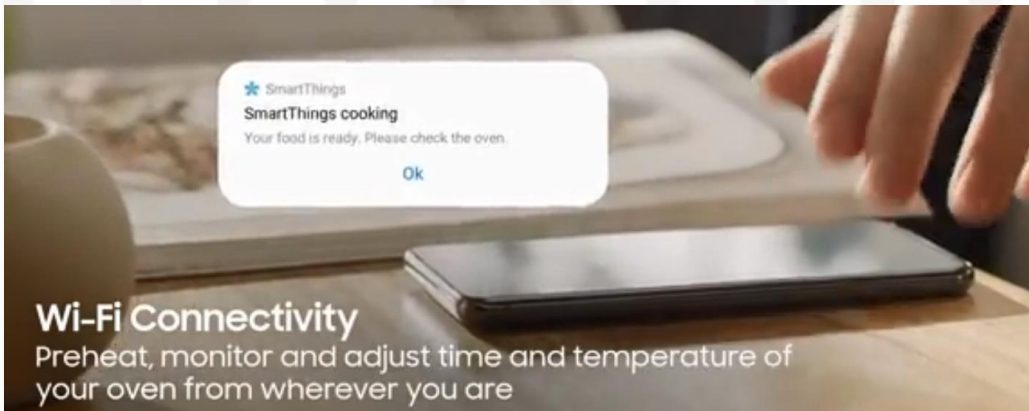 SmartThings
SmartThings cooking
Your food is ready. Please check the oven.
Ok
Wi-Fi Connectivity
Preheat, monitor and adjust time and temperature of
your oven from wherever you are